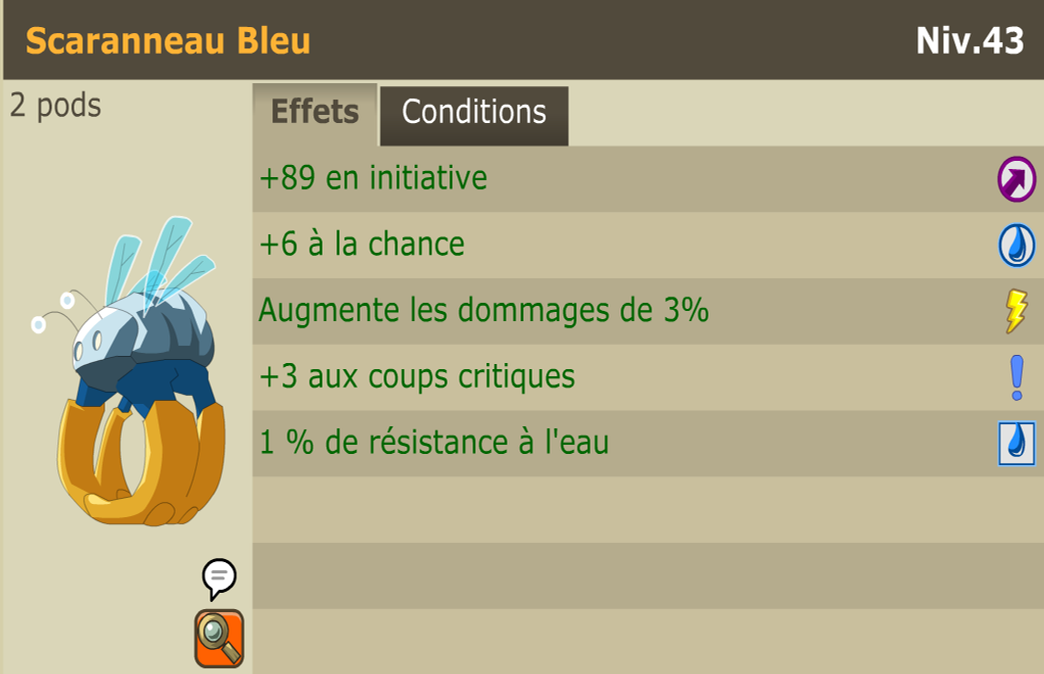 Scaranneau Bleu
Niv.43
2 pods
Effets
Conditions
+89 en initiative
+6 à la chance
Augmente les dommages de 3%
+3 aux coups critiques
1 % de résistance à l'eau